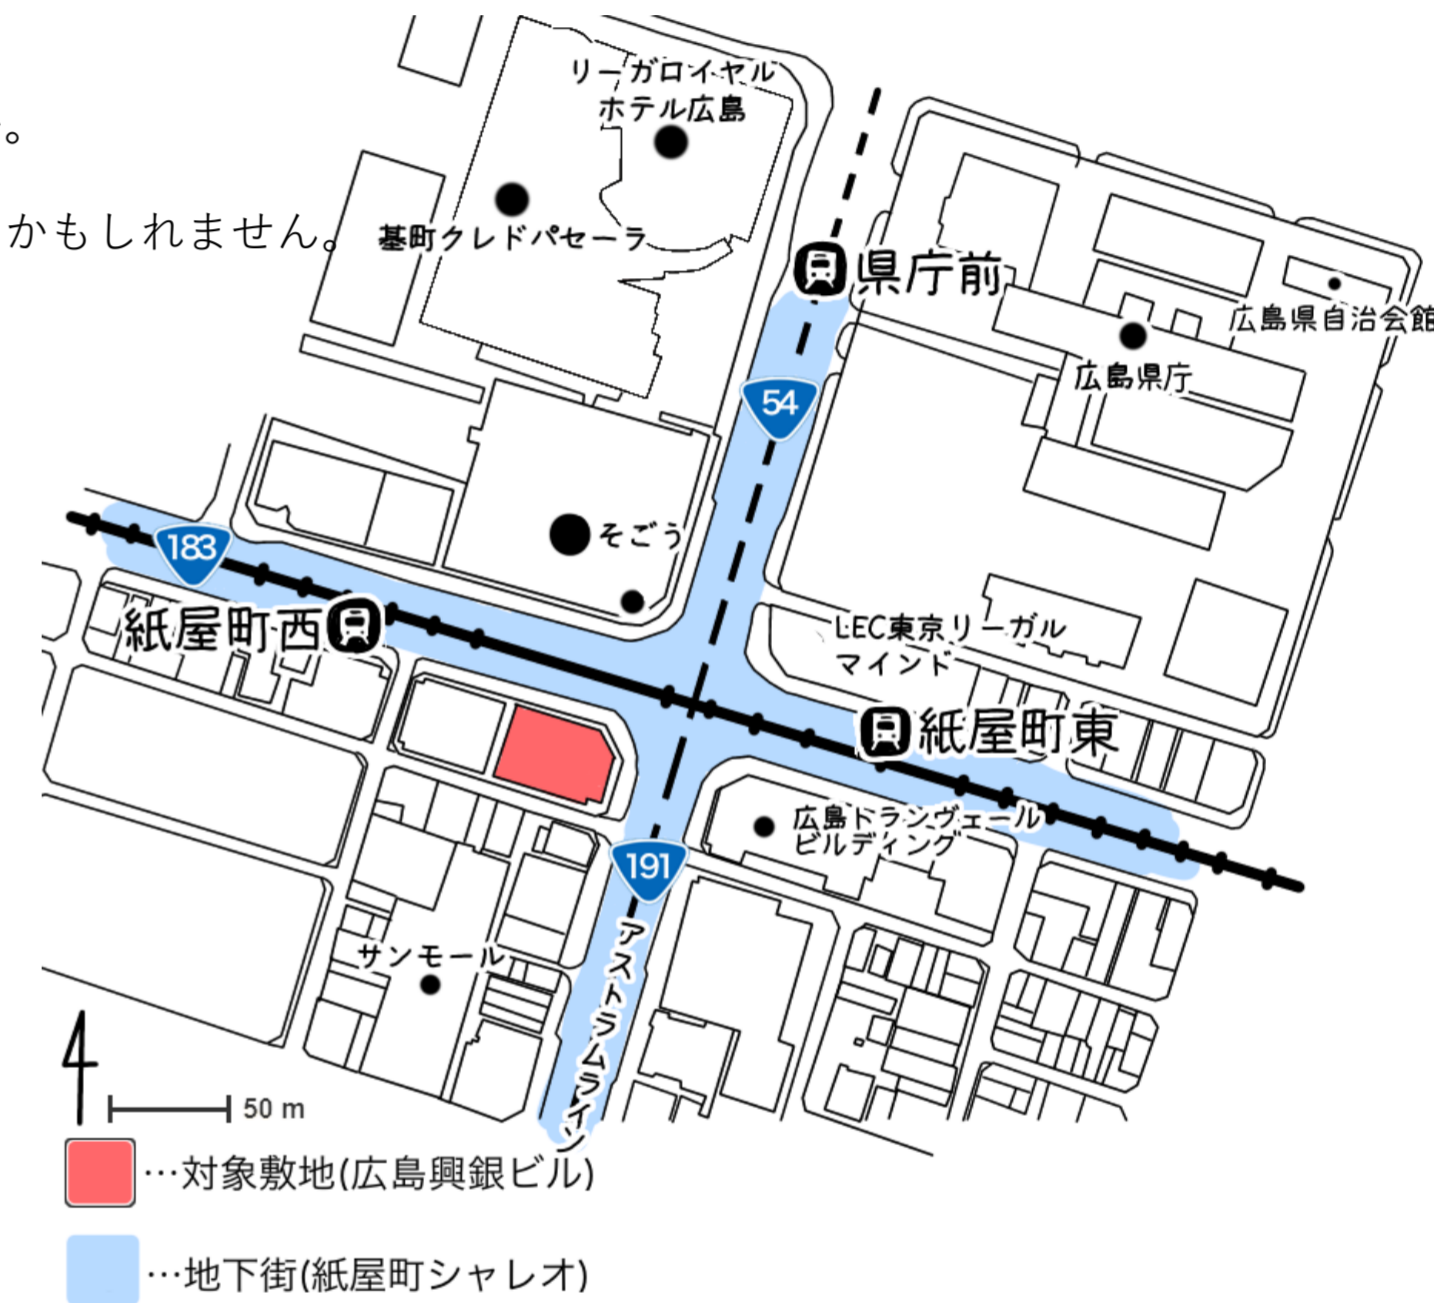 。
かもしれません。
リーガロイヤル
ホテル広島
基町クレドパセーラ
県庁前
広島県自治会館
広島県庁
54
そごう
183
紙屋町西
LEC東京リーガル
マインド
紙屋町東
広島トランヴェール
ビルディング
191
アストラムライン
サンモール
50 m
…対象敷地(広島興銀ビル)
…地下街(紙屋町シャレオ)